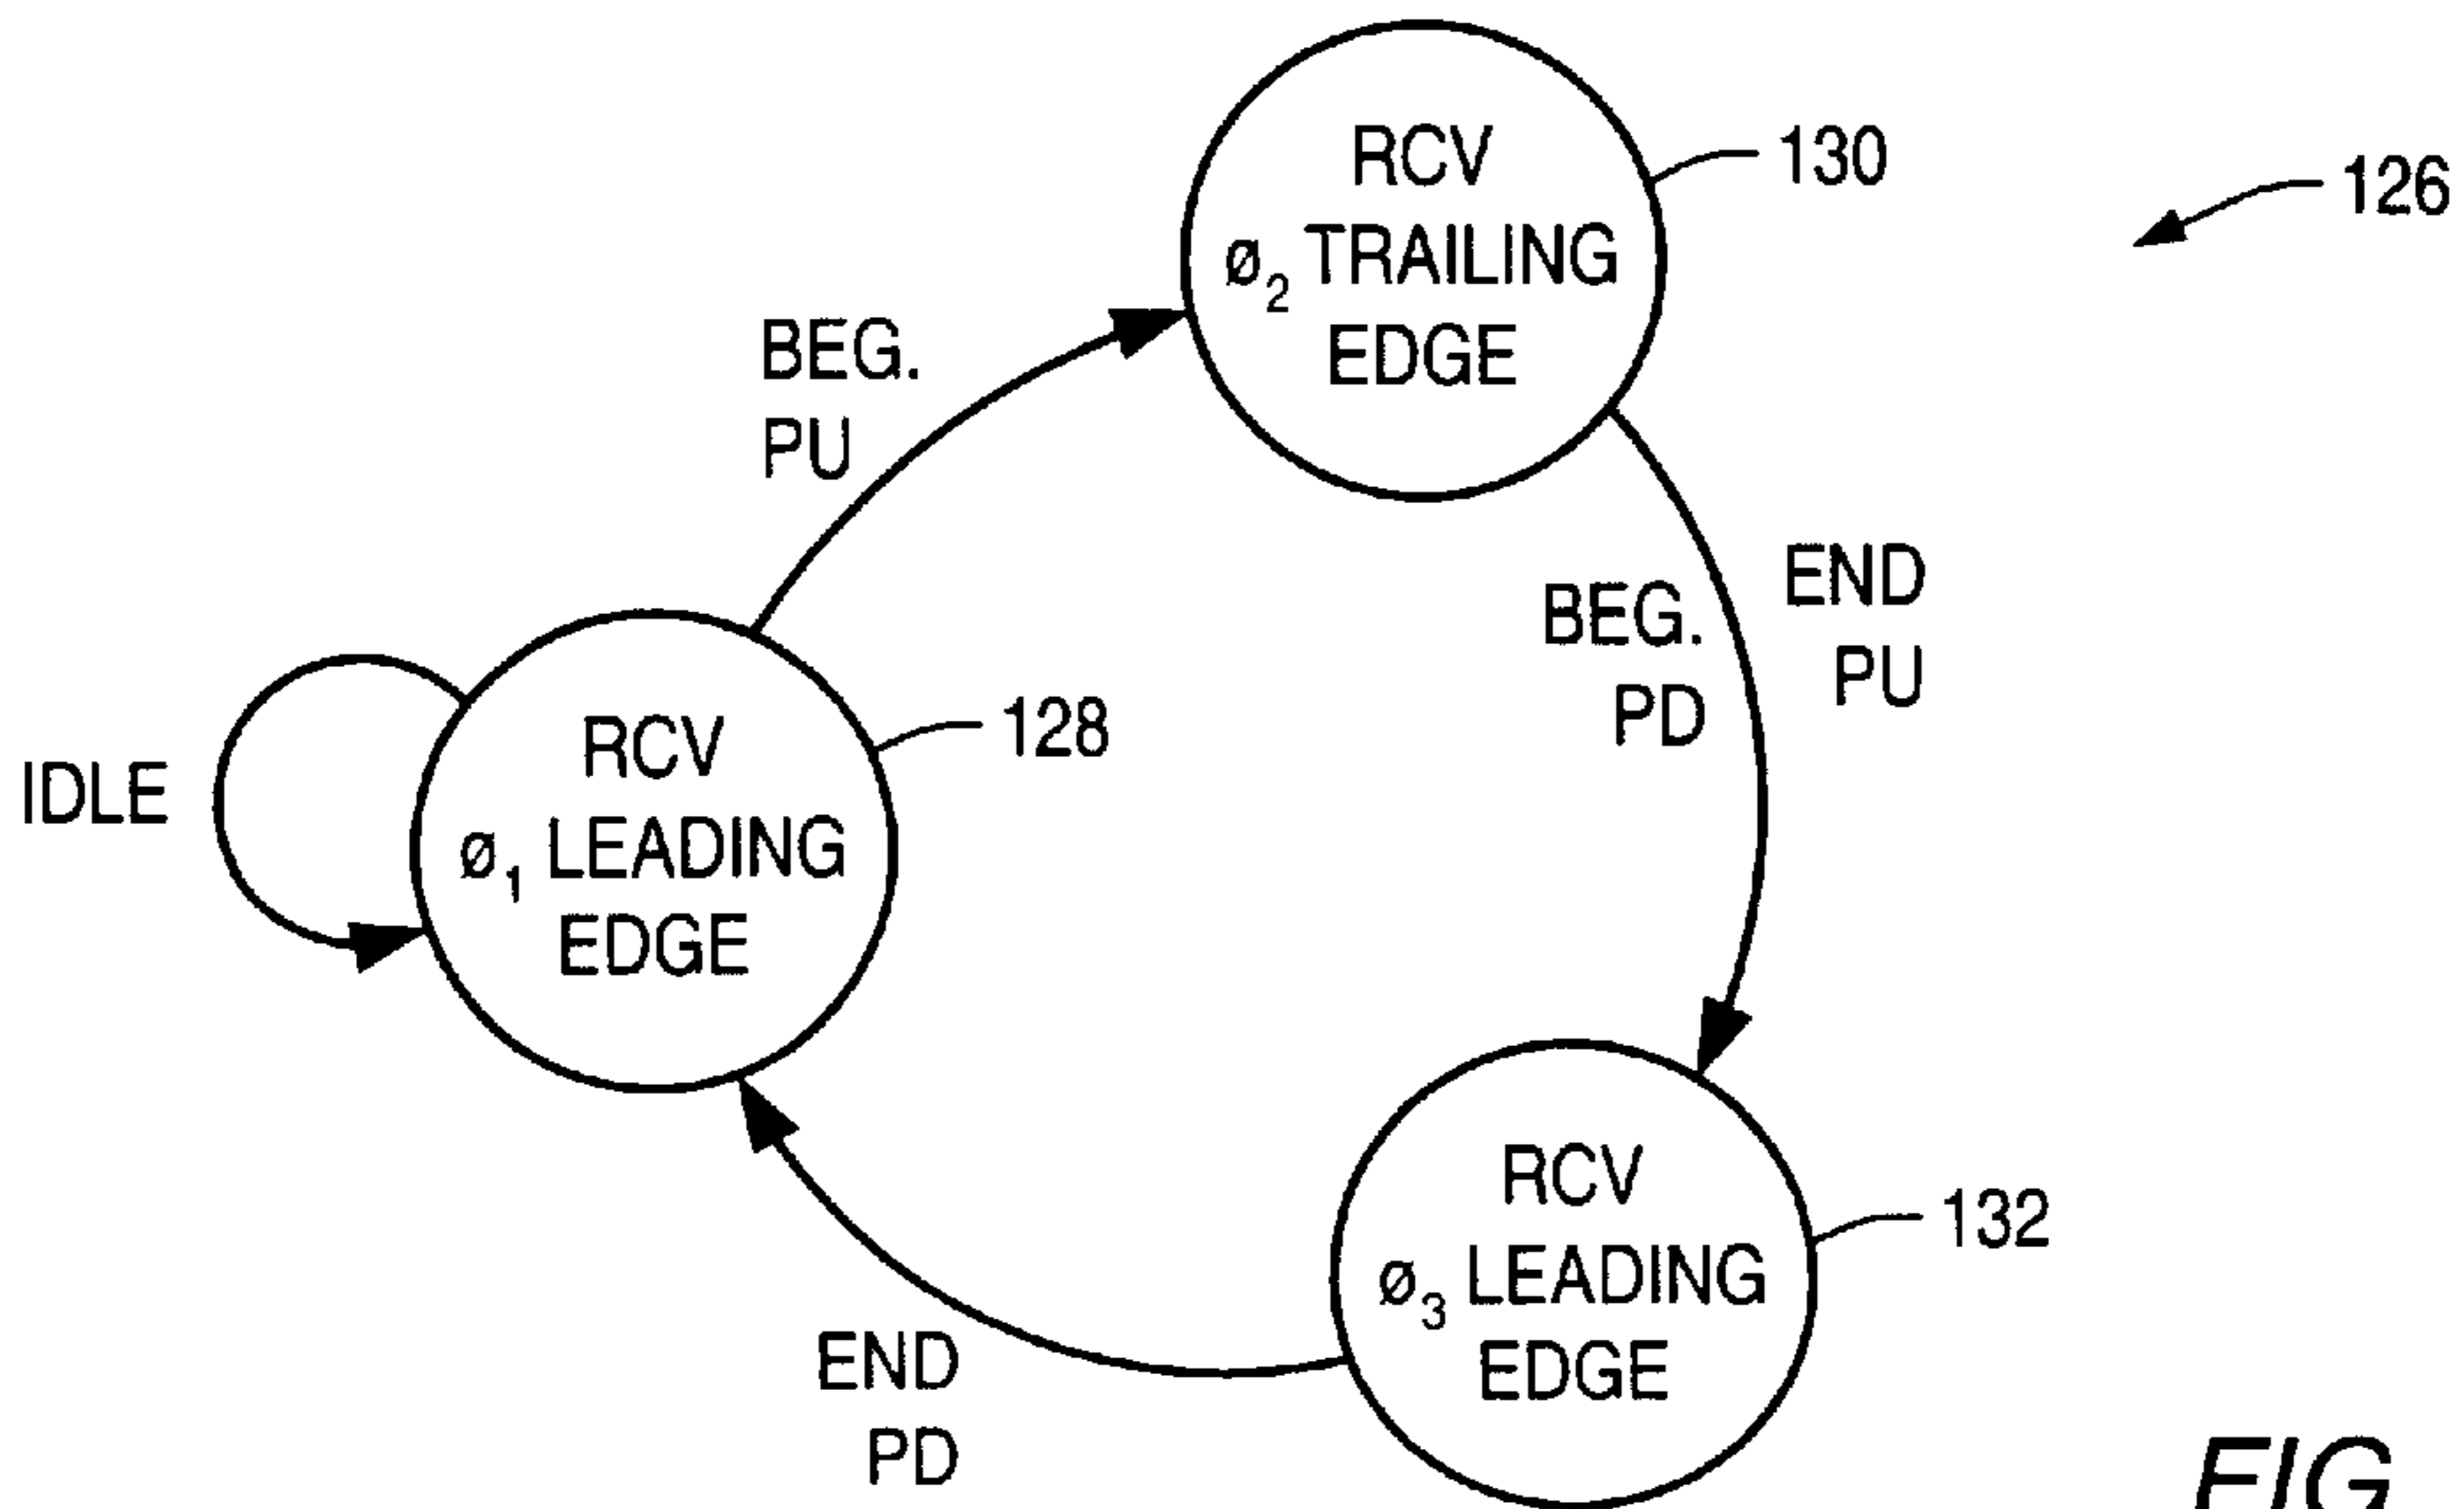 RCV
ø2 TRAILING
EDGE
130
126
BEG.
PU
END
PU
BEG.
PD
RCV
ø1 LEADING
EDGE
128
IDLE
RCV
ø3 LEADING
EDGE
132
END
PD
FIG